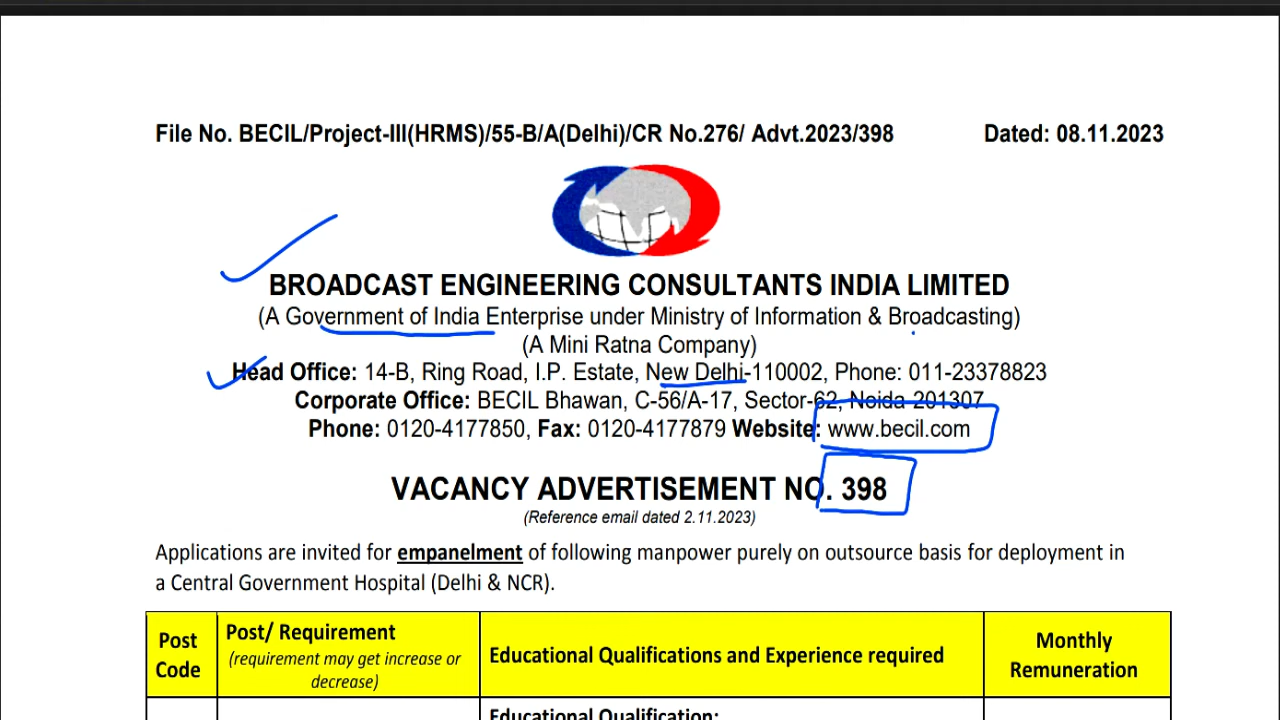 File No. BECIL/Project-III(HRMS)/55-B/A(Delhi)/CR No.276/ Advt.2023/398 Dated: 08.11.2023
BROADCAST ENGINEERING CONSULTANTS INDIA LIMITED
(A Government of India Enterprise under Ministry of Information & Broadcasting)
(A Mini Ratna Company)
Head Office: 14-B, Ring Road, I.P. Estate, New Delhi-110002, Phone: 011-23378823
Corporate Office: BECIL Bhawan, C-56/A-17, Sector-62, Noida-201307
Phone: 0120-4177850, Fax: 0120-4177879 Website: www.becil.com
VACANCY ADVERTISEMENT NO. 398
(Reference email dated 2.11.2023)
Applications are invited for empanelment of following manpower purely on outsource basis for deployment in
a Central Government Hospital (Delhi & NCR).
Post Code
Post/ Requirement
(requirement may get increase or
decrease)
Educational Qualifications and Experience required
Monthly
Remuneration
Educational Qualification: